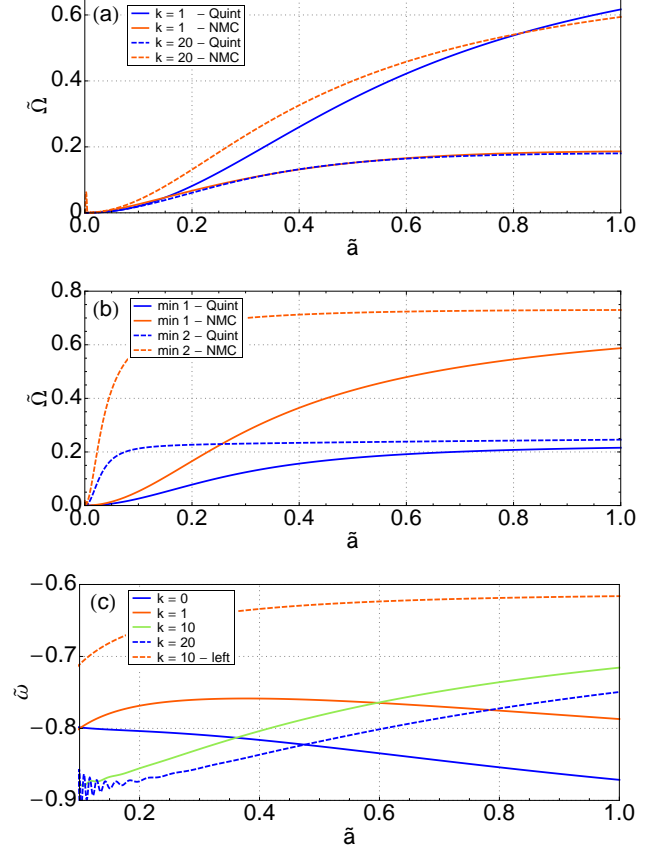 (a)
k = 1 – Quint
k = 1 – NMC
k = 20 – Quint
k = 20 – NMC
0.6
0.4
0.2
0
Ω̃
0.0 0.2 0.4 0.6 0.8 1.0
ã
(b)
min 1 – Quint
min 1 – NMC
min 2 – Quint
min 2 – NMC
0.8
0.6
0.4
0.2
0.0
Ω̃
0.0 0.2 0.4 0.6 0.8 1.0
ã
(c)
k = 0
k = 1
k = 10
k = 20
k = 10 – left
−0.6
−0.7
−0.8
−0.9
ω̃
0.2 0.4 0.6 0.8 1.0
ã